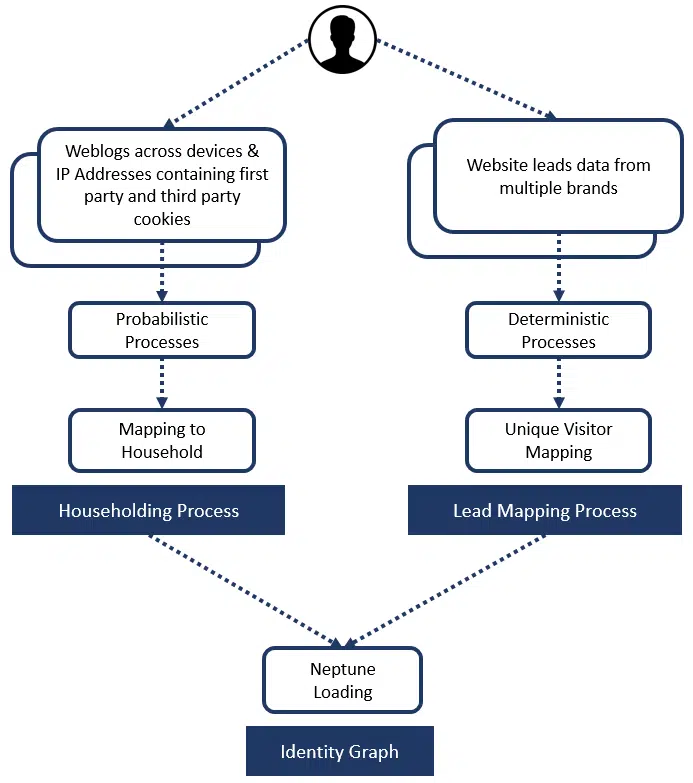 Weblogs across devices &
IP Addresses containing first
party and third party
cookies
Website leads data from
multiple brands
Probabilistic
Processes
Deterministic
Processes
Mapping to
Household
Unique Visitor
Mapping
Householding Process
Lead Mapping Process
Neptune
Loading
Identity Graph